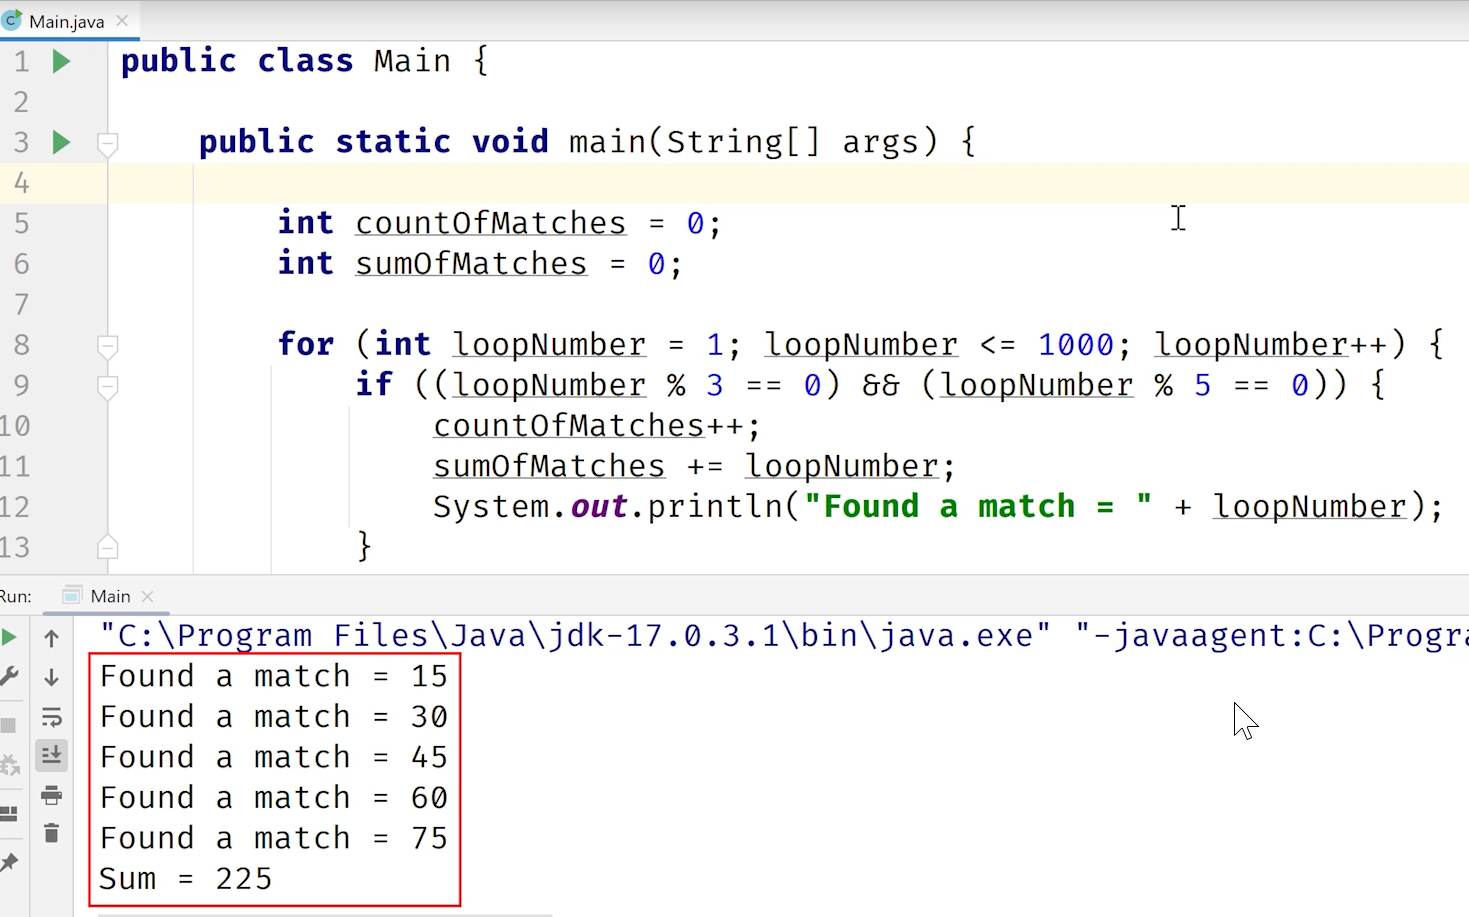 Main.java
1 public class Main {
2
3 public static void main(String[] args) {
4
5 int countOfMatches = 0;
6 int sumOfMatches = 0;
7
8 for (int loopNumber = 1; loopNumber <= 1000; loopNumber++) {
9 if ((loopNumber % 3 == 0) && (loopNumber % 5 == 0)) {
10 countOfMatches++;
11 sumOfMatches += loopNumber;
12 System.out.println("Found a match = " + loopNumber);
13 }
Run: Main
"C:\Program Files\Java\jdk-17.0.3.1\bin\java.exe" "-javaagent:C:\Progra
Found a match = 15
Found a match = 30
Found a match = 45
Found a match = 60
Found a match = 75
Sum = 225